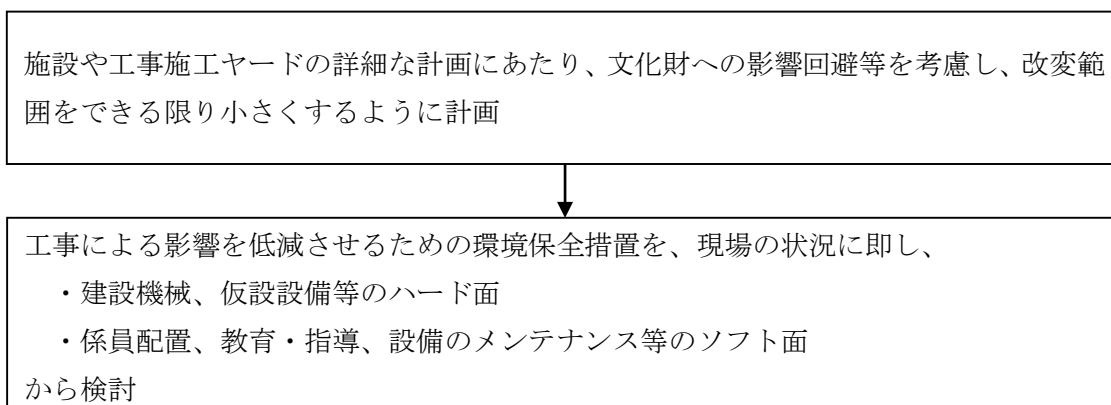 施設や工事施工ヤードの詳細な計画にあたり、文化財への影響回避等を考慮し、改変範
囲をできる限り小さくするように計画
工事による影響を低減させるための環境保全措置を、現場の状況に即し、
・建設機械、仮設設備等のハード面
・係員配置、教育・指導、設備のメンテナンス等のソフト面
から検討